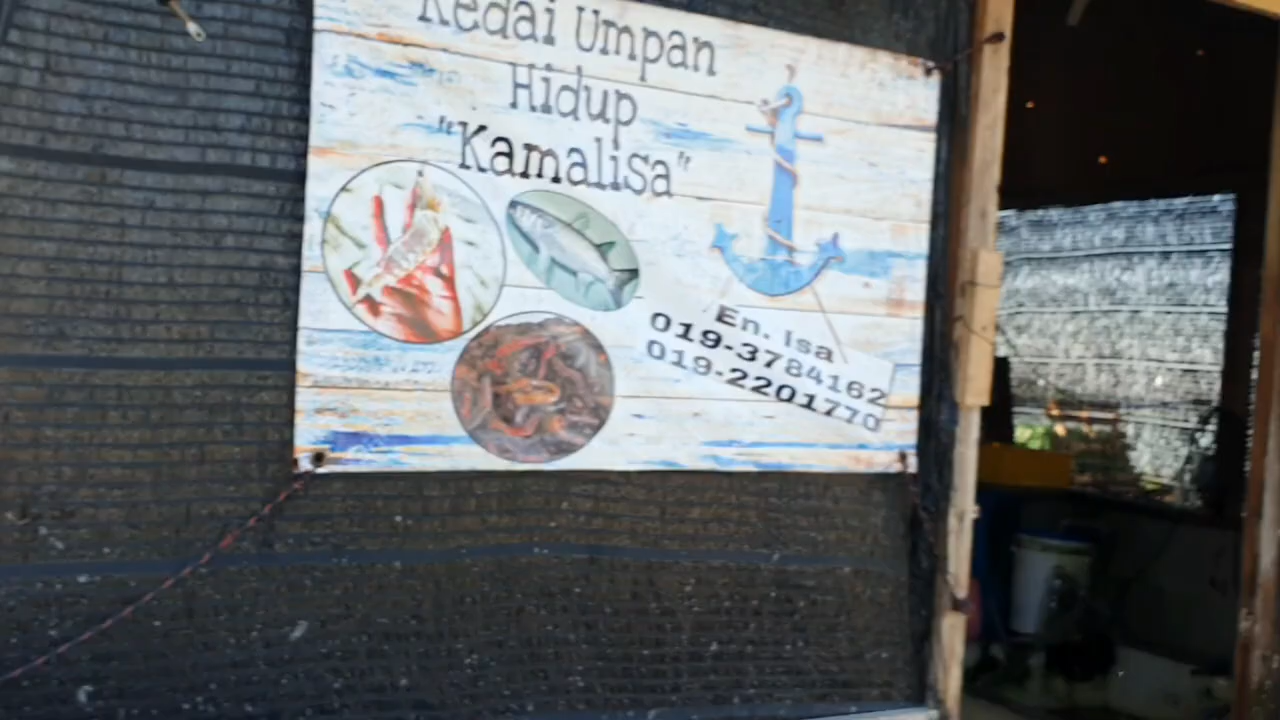 Kedai Umpan
Hidup
"Kamalisa"
En. Isa
019-3784162
019-2201770